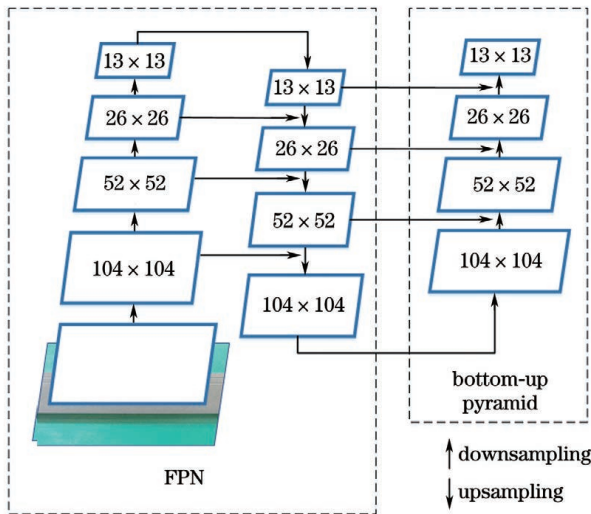 13 × 13
26 × 26
52 × 52
104 × 104
13 × 13
26 × 26
52 × 52
104 × 104
FPN
13 × 13
26 × 26
52 × 52
104 × 104
bottom-up
pyramid
downsampling
upsampling